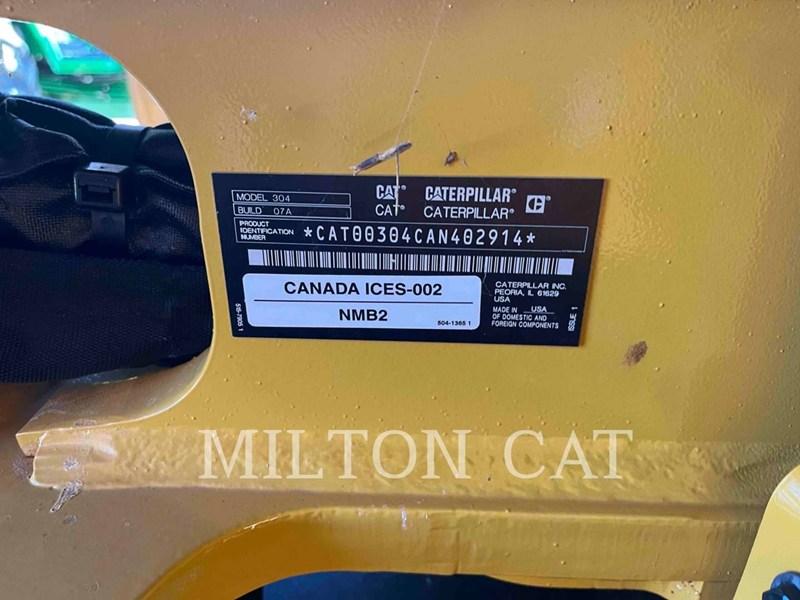 MODEL 304
BUILD 07A
CAT® CATERPILLAR® C
CAT® CATERPILLAR®
PRODUCT IDENTIFICATION NUMBER
*CAT00304CAN402914*
H
CANADA ICES-002
NMB2
504-1365 1
CATERPILLAR INC.
PEORIA, IL 61629
USA
MADE IN USA
OF DOMESTIC AND
FOREIGN COMPONENTS
ISSUE 1
MILTON CAT